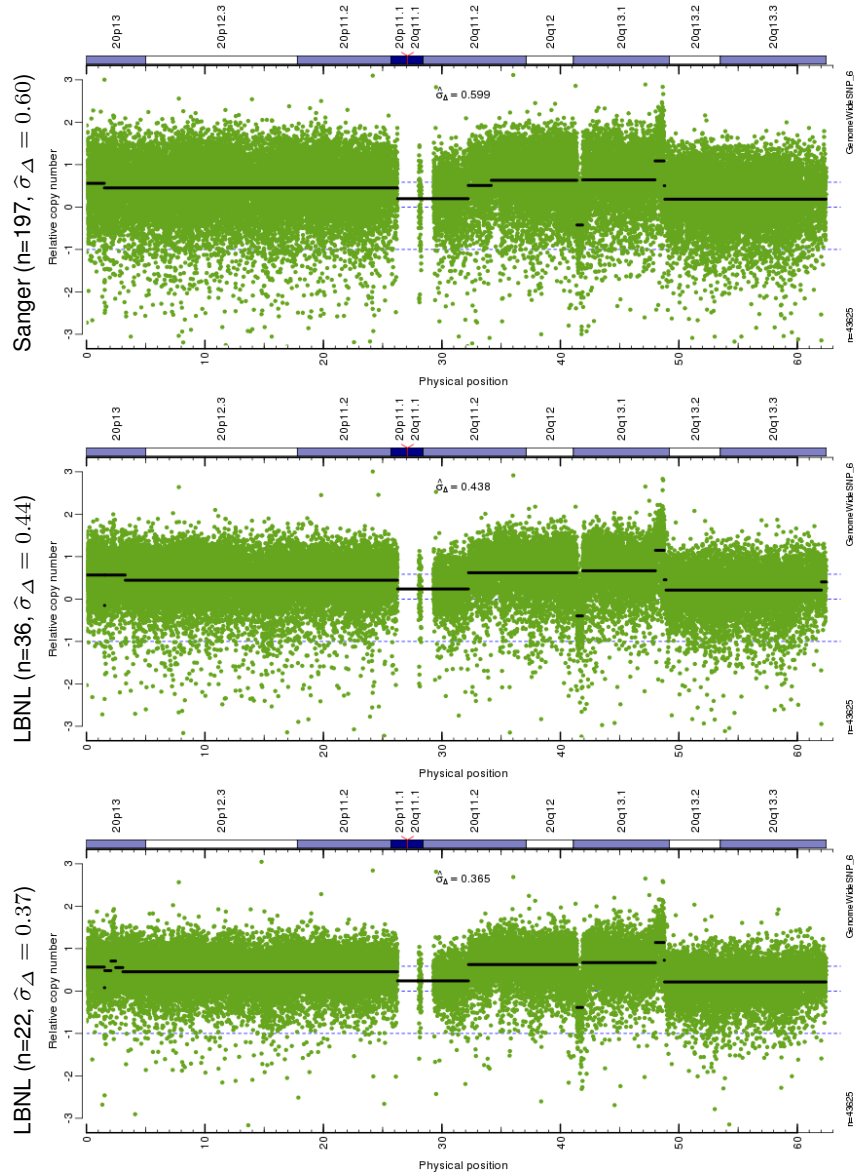 Sanger (n=197, σ̂Δ = 0.60)
20p13
20p12.3
20p11.2
20p11.1
20q11.1
20q11.2
20q12
20q13.1
20q13.2
20q13.3
Relative copy number
3
2
1
0
-1
-2
-3
σ̂Δ = 0.599
0
10
20
30
40
50
60
Physical position
n=43625
GenomeWideSNP_6
LBNL (n=36, σ̂Δ = 0.44)
20p13
20p12.3
20p11.2
20p11.1
20q11.1
20q11.2
20q12
20q13.1
20q13.2
20q13.3
Relative copy number
3
2
1
0
-1
-2
-3
σ̂Δ = 0.438
0
10
20
30
40
50
60
Physical position
n=43625
GenomeWideSNP_6
LBNL (n=22, σ̂Δ = 0.37)
20p13
20p12.3
20p11.2
20p11.1
20q11.1
20q11.2
20q12
20q13.1
20q13.2
20q13.3
Relative copy number
3
2
1
0
-1
-2
-3
σ̂Δ = 0.365
0
10
20
30
40
50
60
Physical position
n=43625
GenomeWideSNP_6